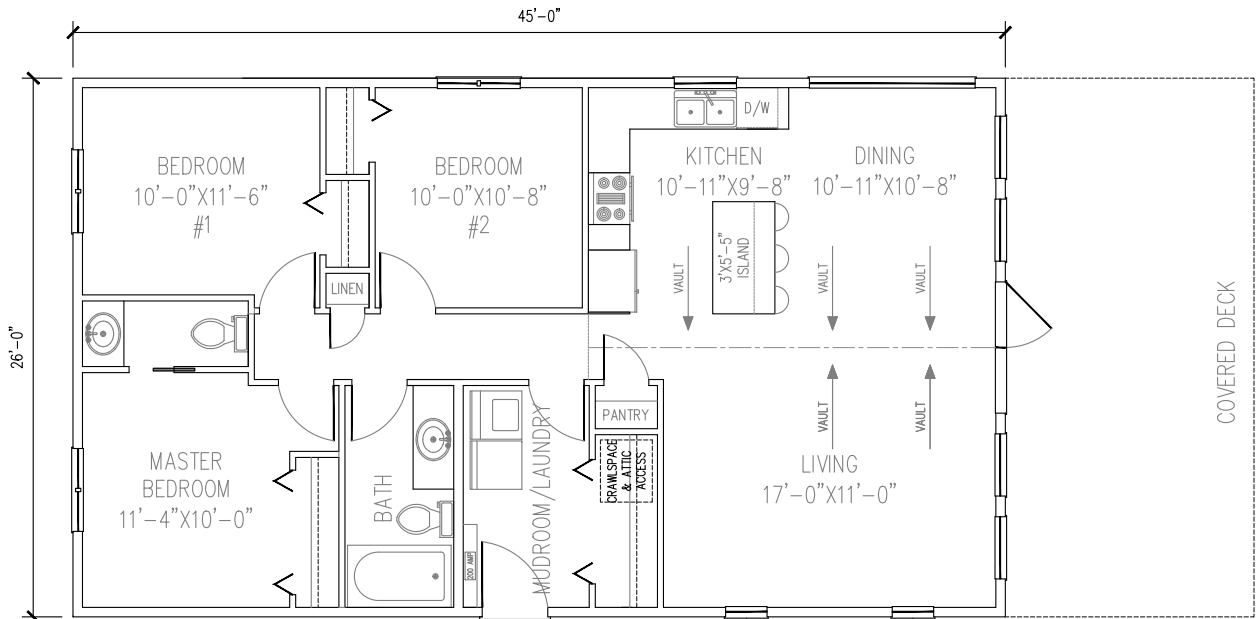 45'-0"
26'-0"
BEDROOM
10'-0"X11'-6"
#1
BEDROOM
10'-0"X10'-8"
#2
D/W
KITCHEN
10'-11"X9'-8"
DINING
10'-11"X10'-8"
3'X5'-5"
ISLAND
VAULT
VAULT
VAULT
LINEN
COVERED DECK
VAULT
VAULT
PANTRY
CRAWLSPACE
& ATTIC
ACCESS
MASTER
BEDROOM
11'-4"X10'-0"
BATH
MUDROOM/LAUNDRY
200 AMP
LIVING
17'-0"X11'-0"